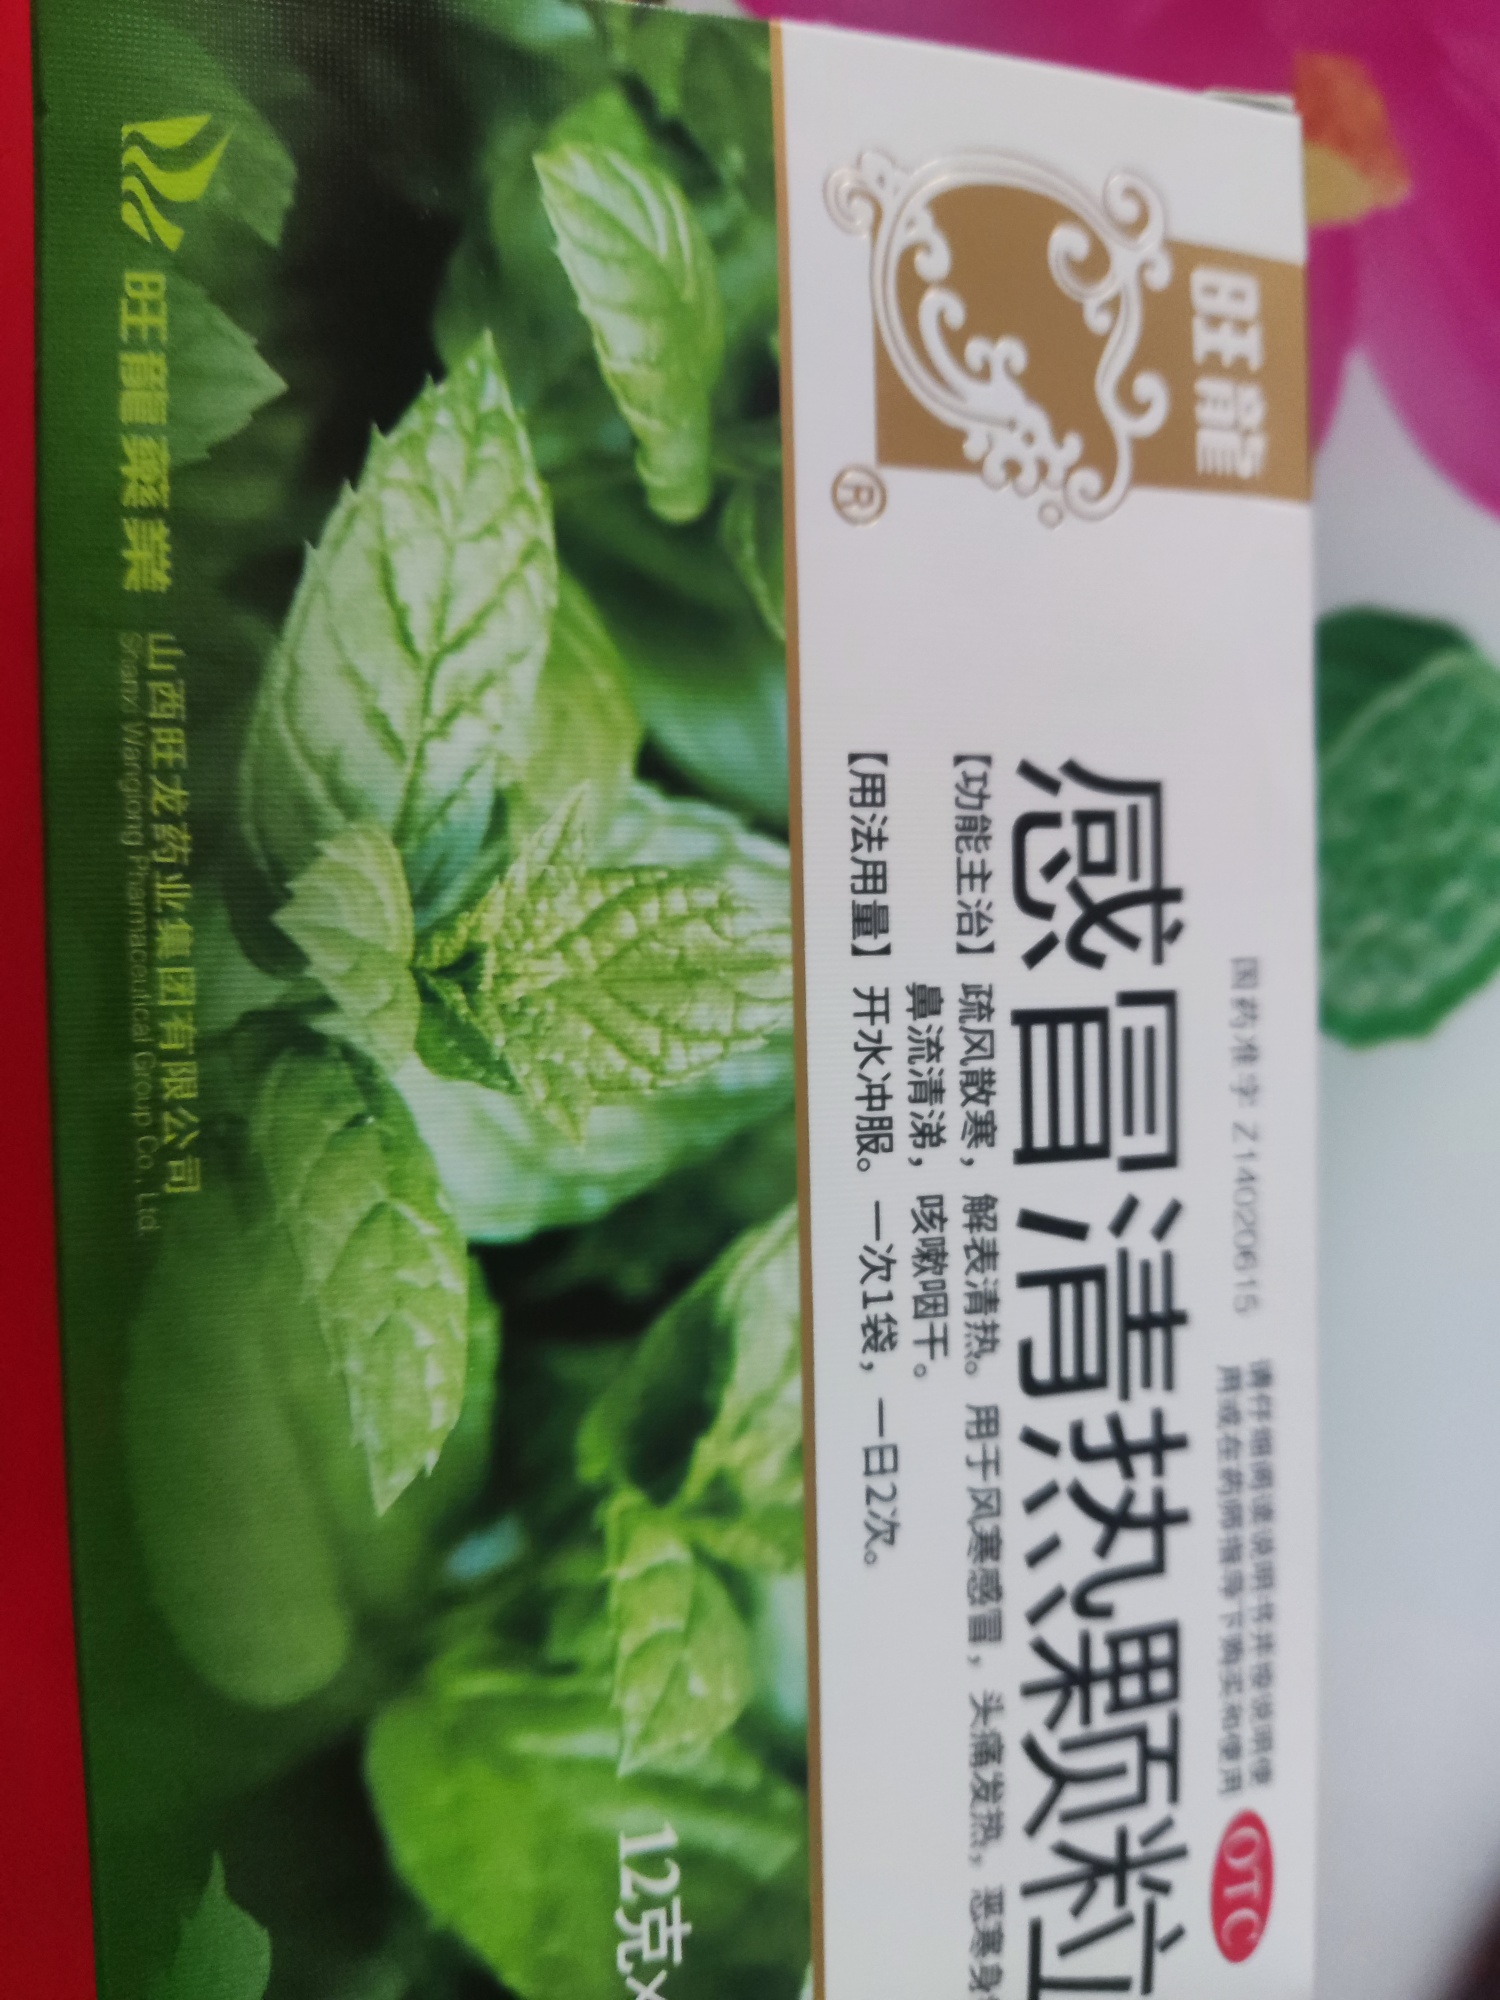 旺龍
®
国药准字 Z14020615
请仔细阅读说明书并按说明使
用或在药师指导下购买和使用
OTC
感冒清热颗粒
【功能主治】疏风散寒，解表清热。用于风寒感冒，头痛发热，恶寒身
鼻流清涕，咳嗽咽干。
【用法用量】开水冲服。一次1袋，一日2次。
12克×
旺龍藥業 山西旺龙药业集团有限公司
Shanxi Wanglong Pharmaceutical Group Co., Ltd.